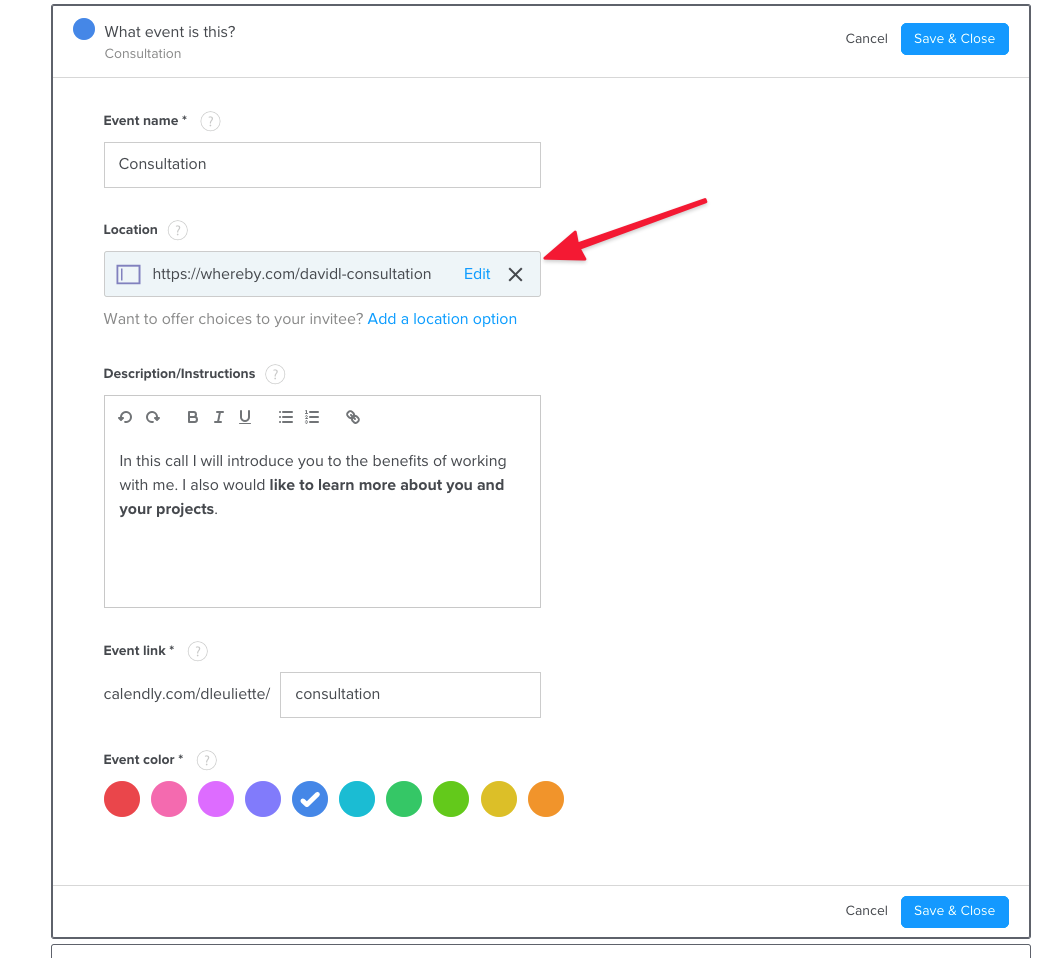 What event is this?
Consultation
Cancel
Save & Close
Event name *
?
Consultation
Location
?
https://whereby.com/davidl-consultation
Edit
Want to offer choices to your invitee? Add a location option
Description/Instructions
?
B I U
In this call I will introduce you to the benefits of working
with me. I also would like to learn more about you and
your projects.
Event link *
?
calendly.com/dleuliette/
consultation
Event color *
?
Cancel
Save & Close